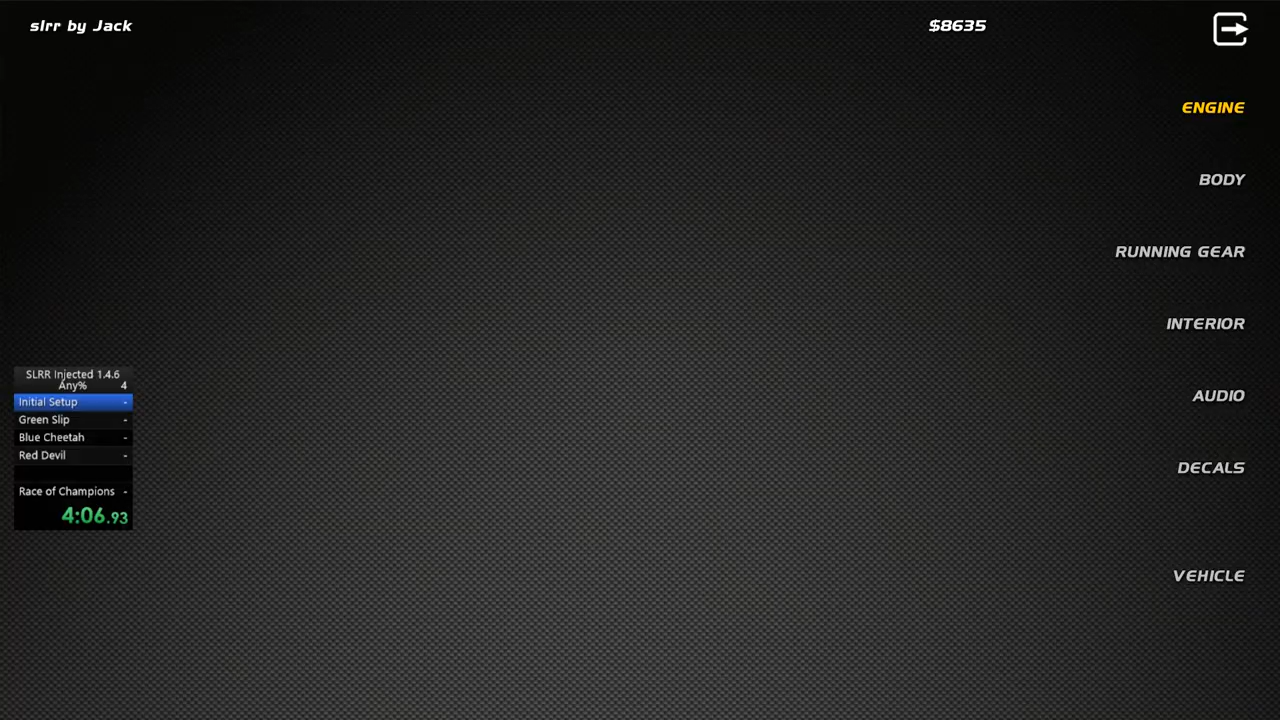 slrr by Jack
$8635
ENGINE
BODY
RUNNING GEAR
INTERIOR
AUDIO
DECALS
VEHICLE
SLRR Injected 1.4.6
Any% 4
Initial Setup -
Green Slip -
Blue Cheetah -
Red Devil -
Race of Champions -
4:06.93